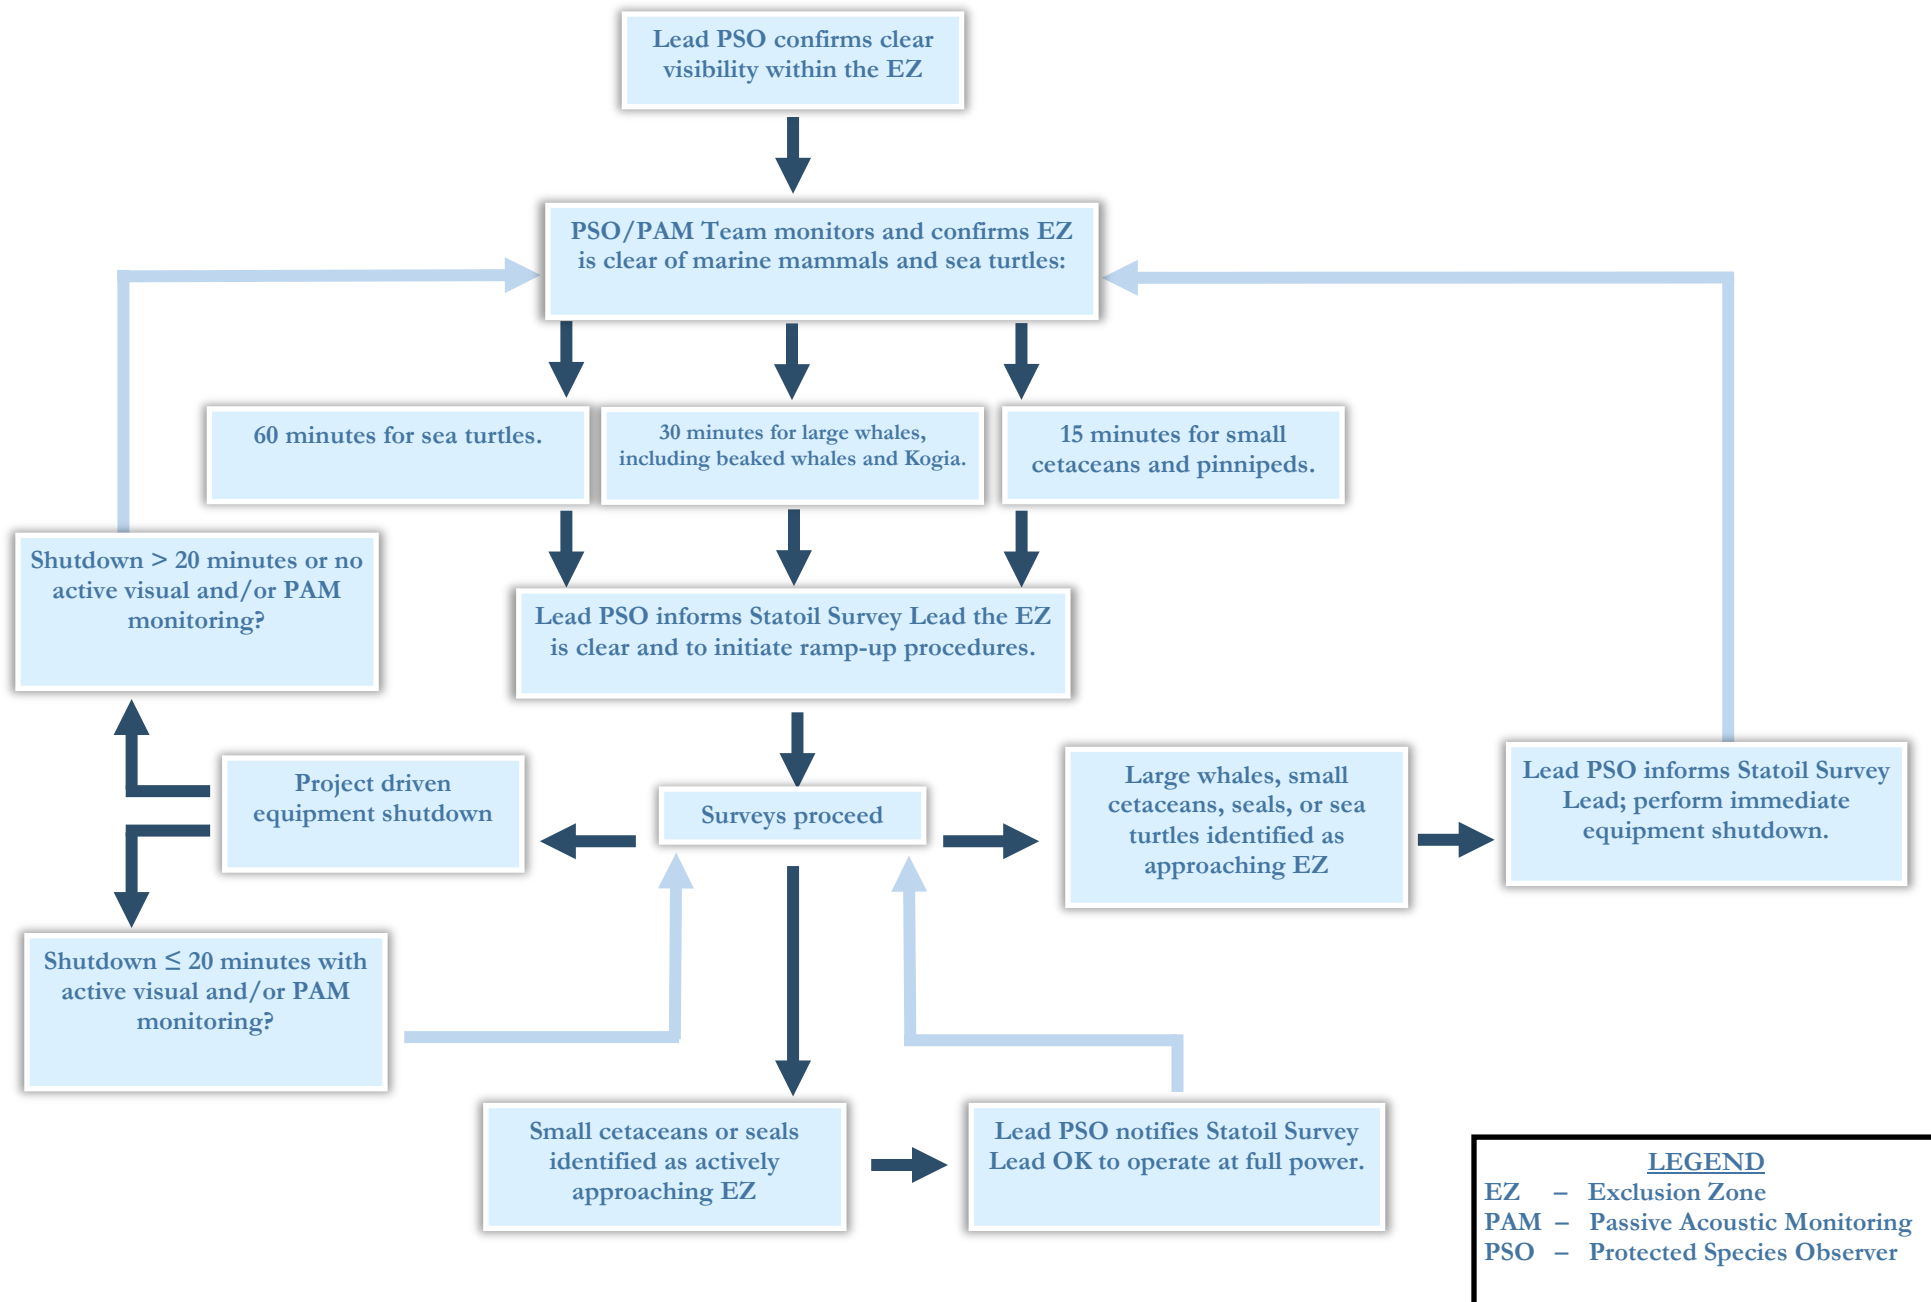 Lead PSO confirms clear
visibility within the EZ
PSO/PAM Team monitors and confirms EZ
is clear of marine mammals and sea turtles:
60 minutes for sea turtles.
30 minutes for large whales,
including beaked whales and Kogia.
15 minutes for small
cetaceans and pinnipeds.
Shutdown > 20 minutes or no
active visual and/or PAM
monitoring?
Lead PSO informs Statoil Survey Lead the EZ
is clear and to initiate ramp-up procedures.
Project driven
equipment shutdown
Surveys proceed
Large whales, small
cetaceans, seals, or sea
turtles identified as
approaching EZ
Lead PSO informs Statoil Survey
Lead; perform immediate
equipment shutdown.
Shutdown ≤ 20 minutes with
active visual and/or PAM
monitoring?
Small cetaceans or seals
identified as actively
approaching EZ
Lead PSO notifies Statoil Survey
Lead OK to operate at full power.
LEGEND
EZ – Exclusion Zone
PAM – Passive Acoustic Monitoring
PSO – Protected Species Observer